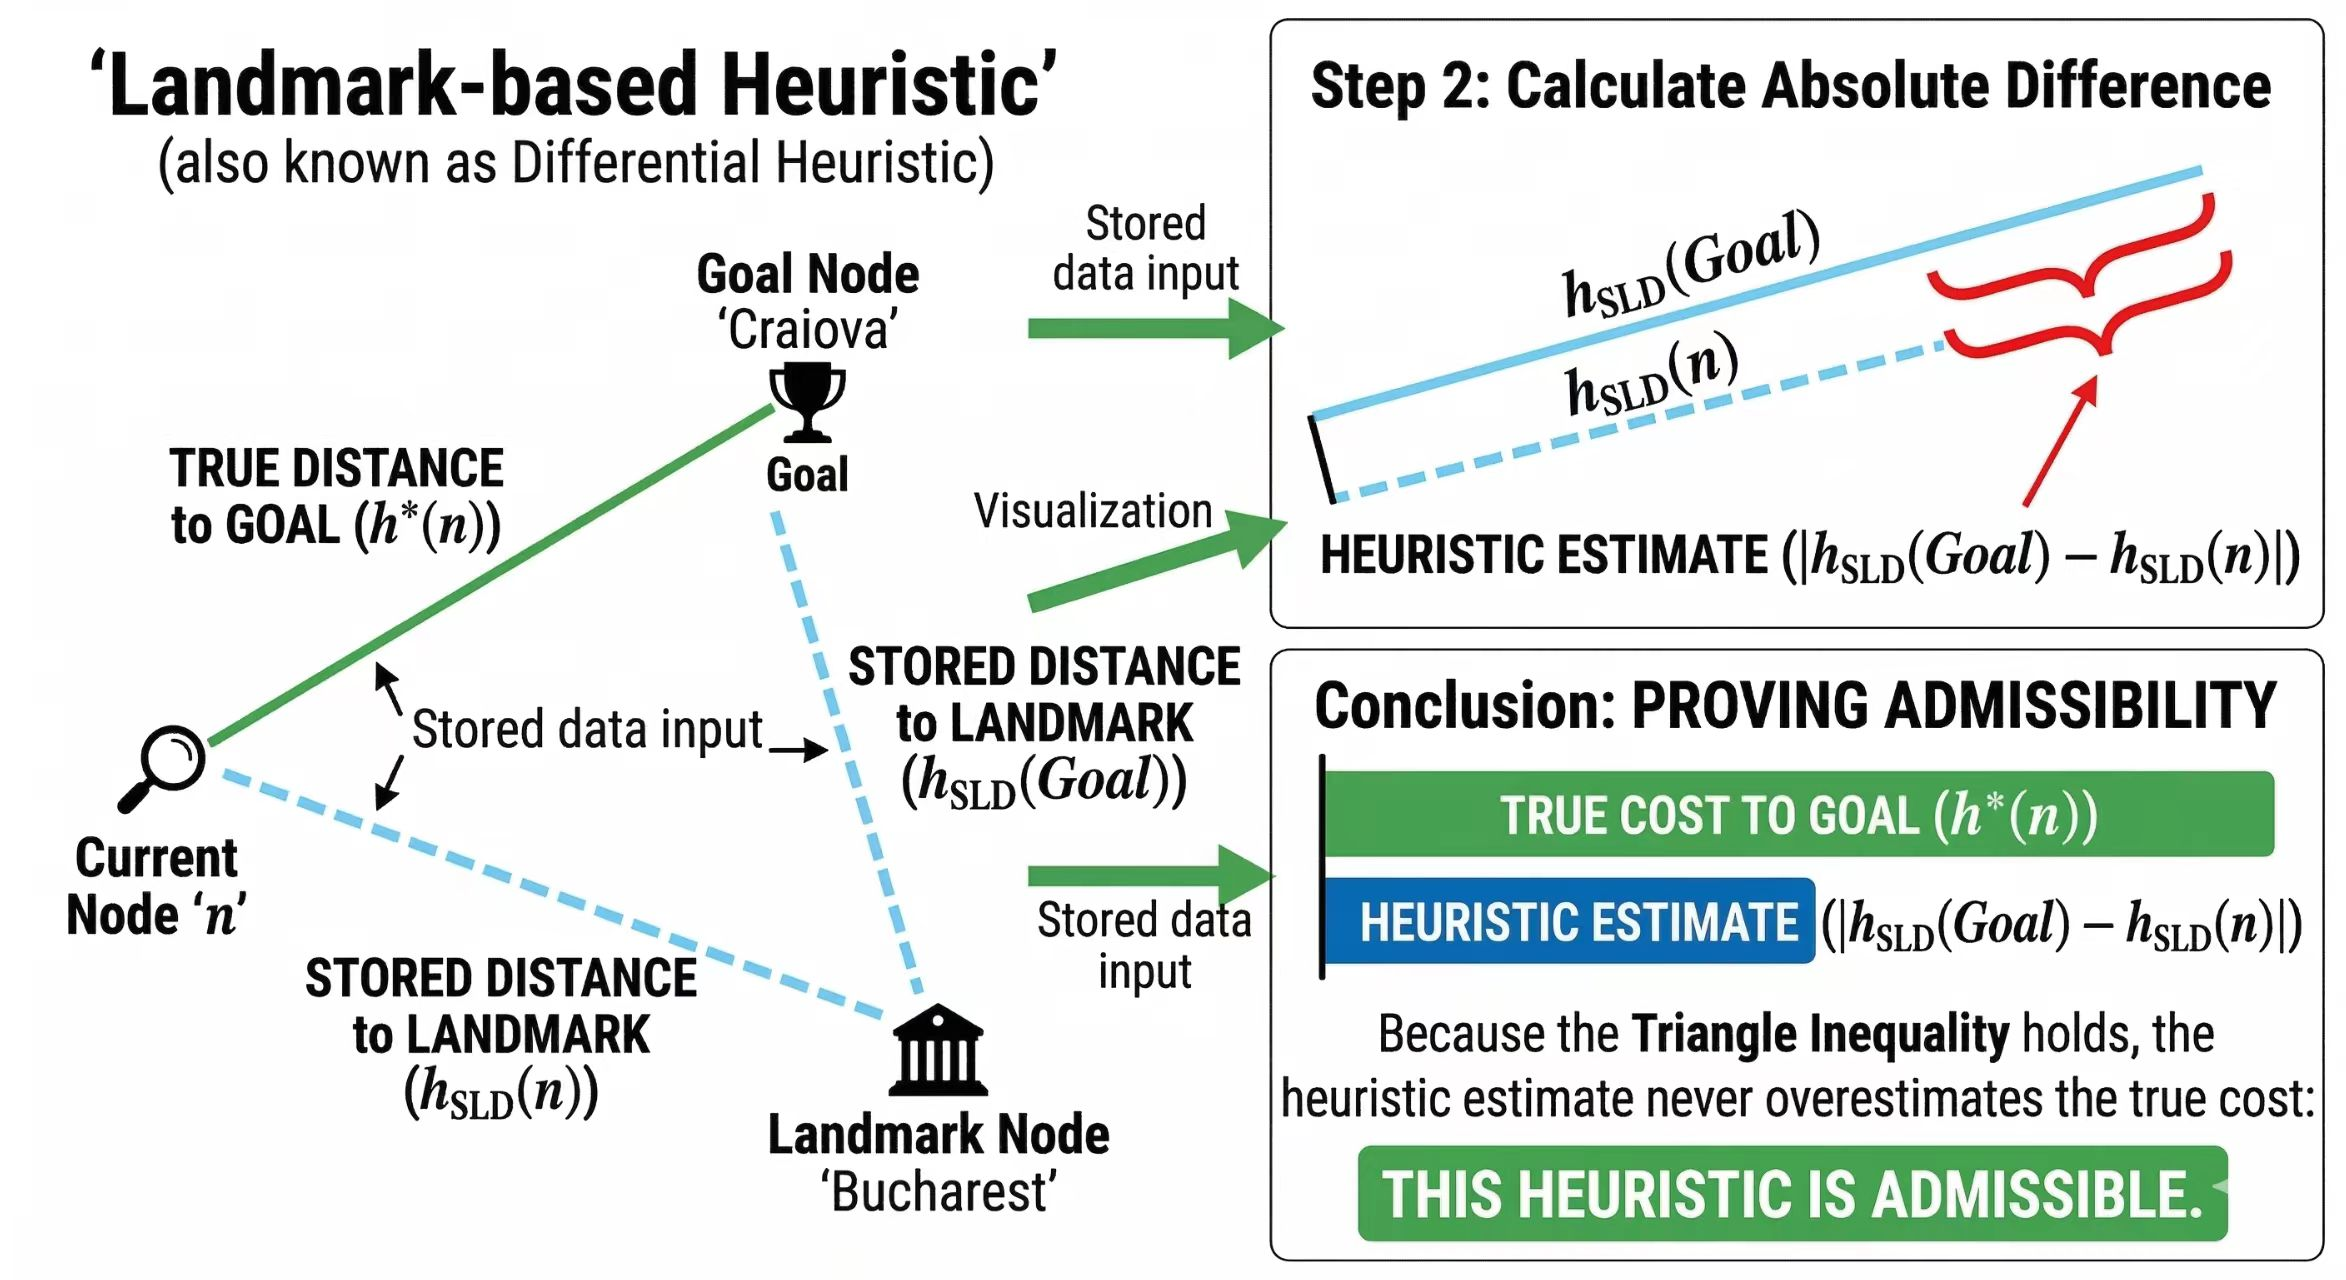 ‘Landmark-based Heuristic’
(also known as Differential Heuristic)
Goal Node
‘Craiova’
Goal
TRUE DISTANCE
to GOAL (h*(n))
Stored data input
Current
Node ‘n’
STORED DISTANCE
to LANDMARK
(h_SLD(n))
Landmark Node
‘Bucharest’
STORED DISTANCE
to LANDMARK
(h_SLD(Goal))
Stored
data input
Visualization
Stored data
input
Step 2: Calculate Absolute Difference
h_SLD(Goal)
h_SLD(n)
HEURISTIC ESTIMATE (|h_SLD(Goal) − h_SLD(n)|)
Conclusion: PROVING ADMISSIBILITY
TRUE COST TO GOAL (h*(n))
HEURISTIC ESTIMATE (|h_SLD(Goal) − h_SLD(n)|)
Because the Triangle Inequality holds, the
heuristic estimate never overestimates the true cost:
THIS HEURISTIC IS ADMISSIBLE.